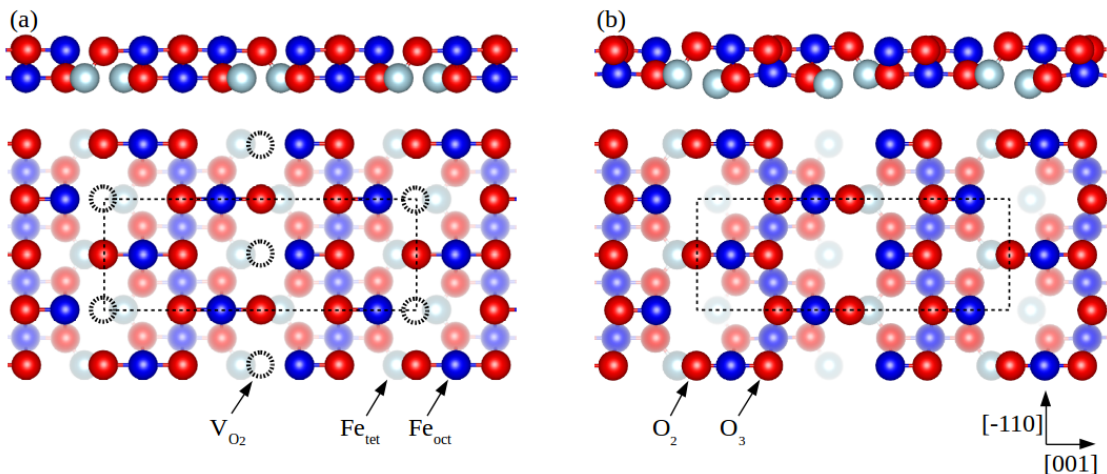 (a)
(b)
V_O2
Fe_tet
Fe_oct
O_2
O_3
[-110]
[001]